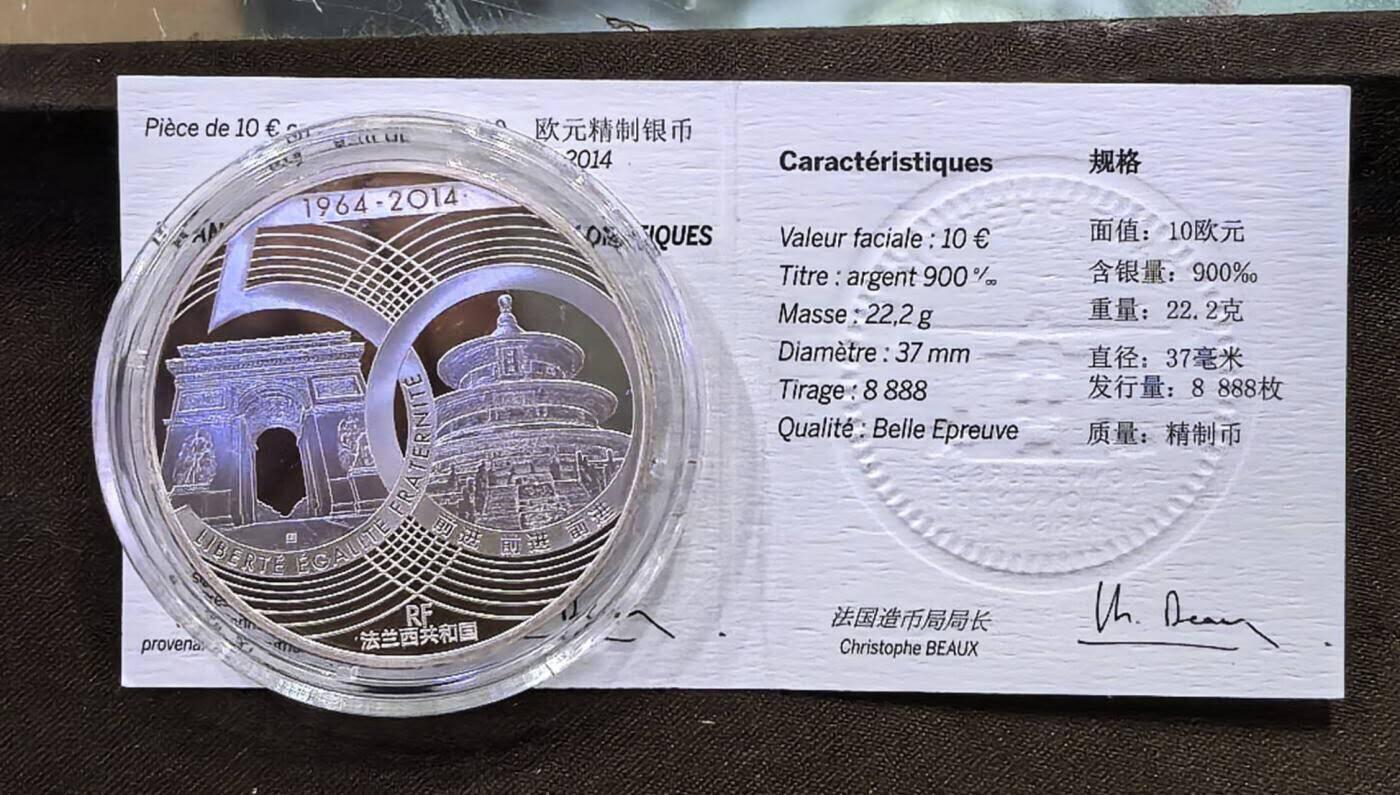 Pièce de 10 €
欧元精制银币
2014
IQUES
1964-2014
LIBERTÉ ÉGALITÉ FRATERNITÉ
前进 前进 前进
RF
法兰西共和国
provena
Caractéristiques
规格
Valeur faciale : 10 €
面值：10欧元
Titre : argent 900 ‰
含银量：900‰
Masse : 22,2 g
重量：22.2克
Diamètre : 37 mm
直径：37毫米
Tirage : 8 888
发行量：8 888枚
Qualité : Belle Epreuve
质量：精制币
法国造币局局长
Christophe BEAUX
Ch. Beaux